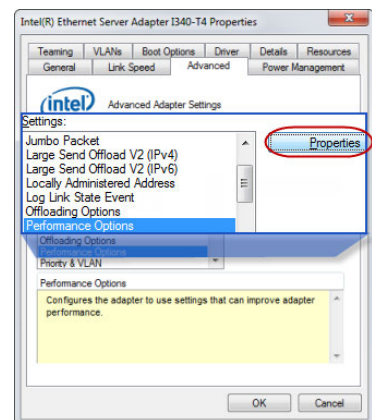 Intel(R) Ethernet Server Adapter I340-T4 Properties
Teaming VLANs Boot Options Driver Details Resources
General Link Speed Advanced Power Management
(intel) Advanced Adapter Settings
Settings:
Jumbo Packet
Large Send Offload V2 (IPv4)
Large Send Offload V2 (IPv6)
Locally Administered Address
Log Link State Event
Offloading Options
Performance Options
Properties
Offloading Options
Performance Options
Priority & VLAN
Performance Options
Configures the adapter to use settings that can improve adapter
performance.
OK Cancel